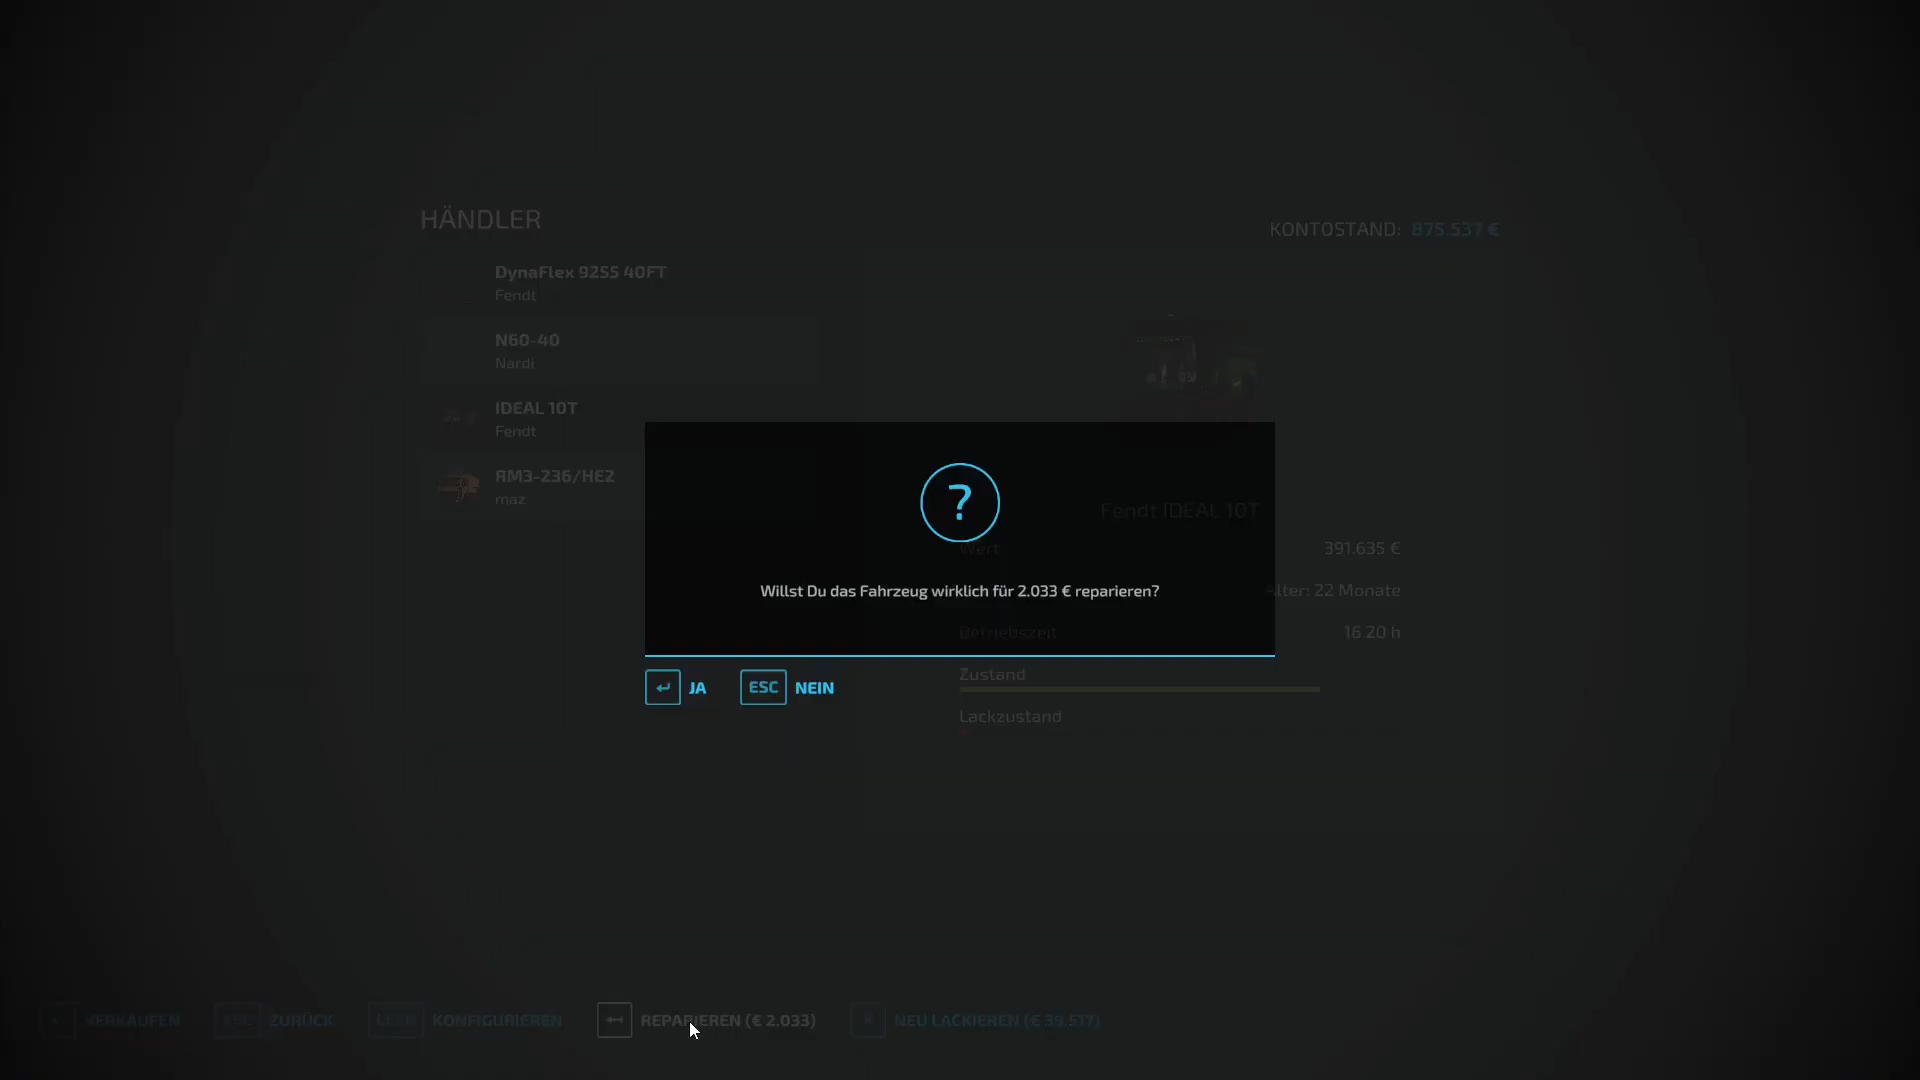 HÄNDLER
KONTOSTAND: 875.537 €
DynaFlex 9255 40FT
Fendt
N60-40
Nardi
IDEAL 10T
Fendt
ЯМЗ-236/HE2
maz
?
Fendt IDEAL 10T
Wert 391.635 €
Willst Du das Fahrzeug wirklich für 2.033 € reparieren?
Alter: 22 Monate
Betriebszeit 16.20 h
Zustand
JA
ESC NEIN
Lackzustand
VERKAUFEN
ESC ZURÜCK
LEER KONFIGURIEREN
REPARIEREN (€ 2.033)
NEU LACKIEREN (€ 39.517)